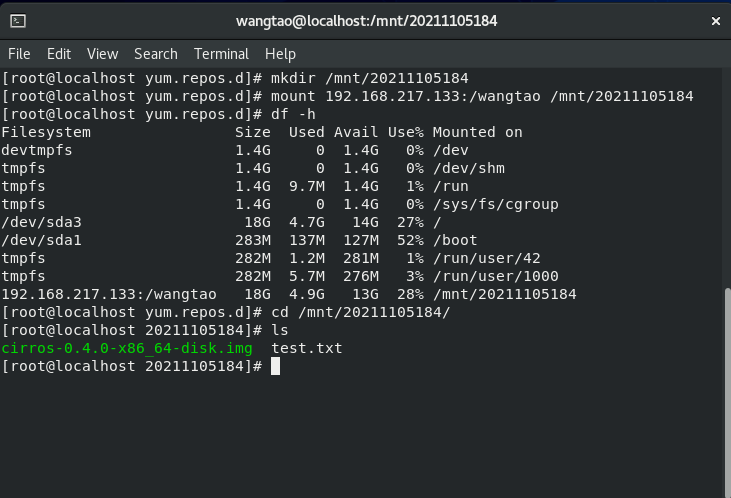 wangtao@localhost:/mnt/20211105184
File Edit View Search Terminal Help
[root@localhost yum.repos.d]# mkdir /mnt/20211105184
[root@localhost yum.repos.d]# mount 192.168.217.133:/wangtao /mnt/20211105184
[root@localhost yum.repos.d]# df -h
Filesystem                Size  Used Avail Use% Mounted on
devtmpfs                  1.4G     0  1.4G   0% /dev
tmpfs                     1.4G     0  1.4G   0% /dev/shm
tmpfs                     1.4G  9.7M  1.4G   1% /run
tmpfs                     1.4G     0  1.4G   0% /sys/fs/cgroup
/dev/sda3                  18G  4.7G   14G  27% /
/dev/sda1                 283M  137M  127M  52% /boot
tmpfs                     282M  1.2M  281M   1% /run/user/42
tmpfs                     282M  5.7M  276M   3% /run/user/1000
192.168.217.133:/wangtao   18G  4.9G   13G  28% /mnt/20211105184
[root@localhost yum.repos.d]# cd /mnt/20211105184/
[root@localhost 20211105184]# ls
cirros-0.4.0-x86_64-disk.img  test.txt
[root@localhost 20211105184]#